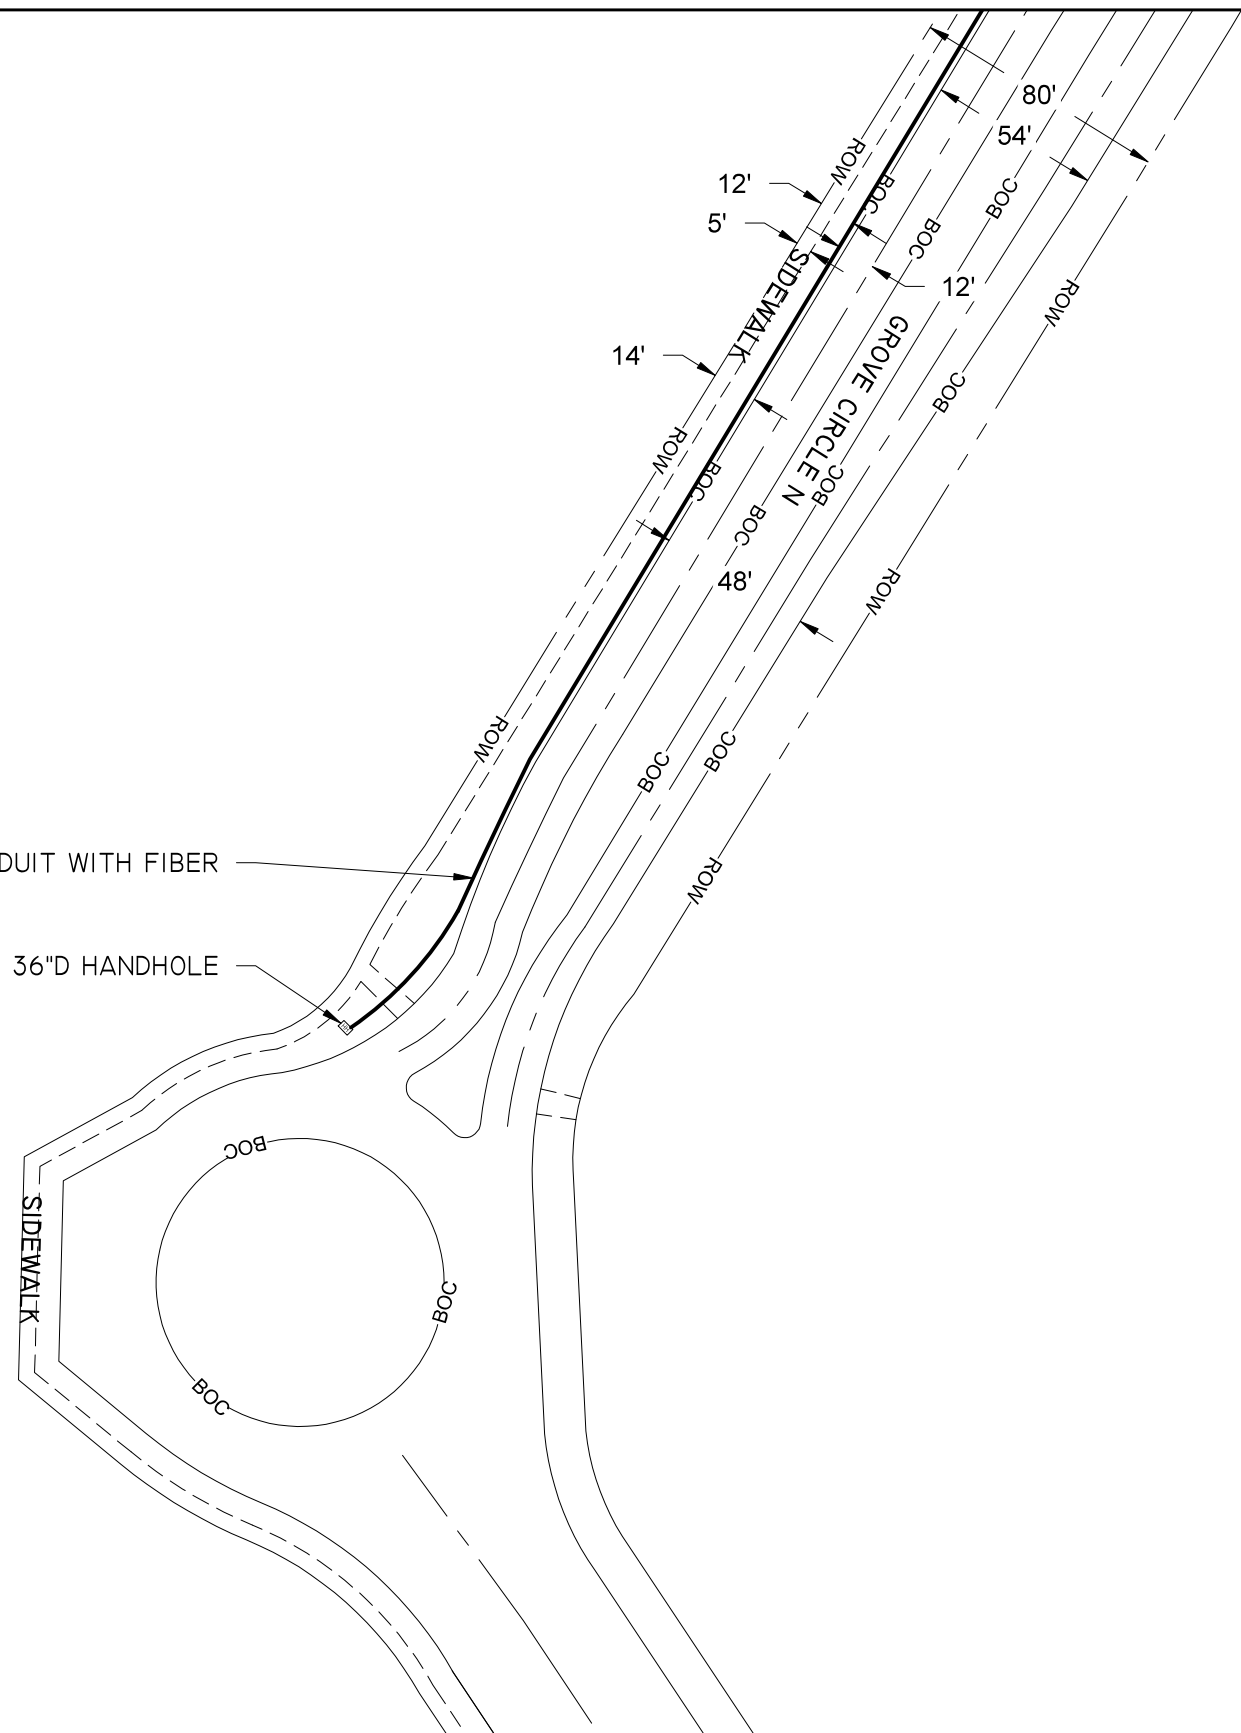 80'
54'
ROW
12'
BOC
BOC
5'
BOC
SIDEWALK
12'
ROW
GROVE CIRCLE N
14'
BOC
ROW
BOC
BOC
BOC
48'
ROW
ROW
BOC
BOC
DUIT WITH FIBER
ROW
36"D HANDHOLE
BOC
SIDEWALK
BOC
BOC